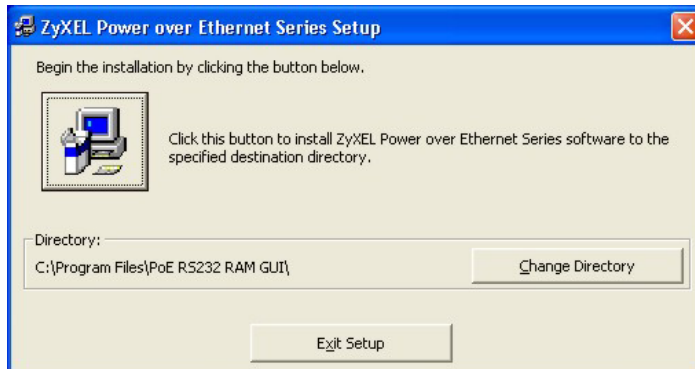 ZyXEL Power over Ethernet Series Setup
Begin the installation by clicking the button below.
Click this button to install ZyXEL Power over Ethernet Series software to the
specified destination directory.
Directory:
C:\Program Files\PoE RS232 RAM GUI\
Change Directory
Exit Setup